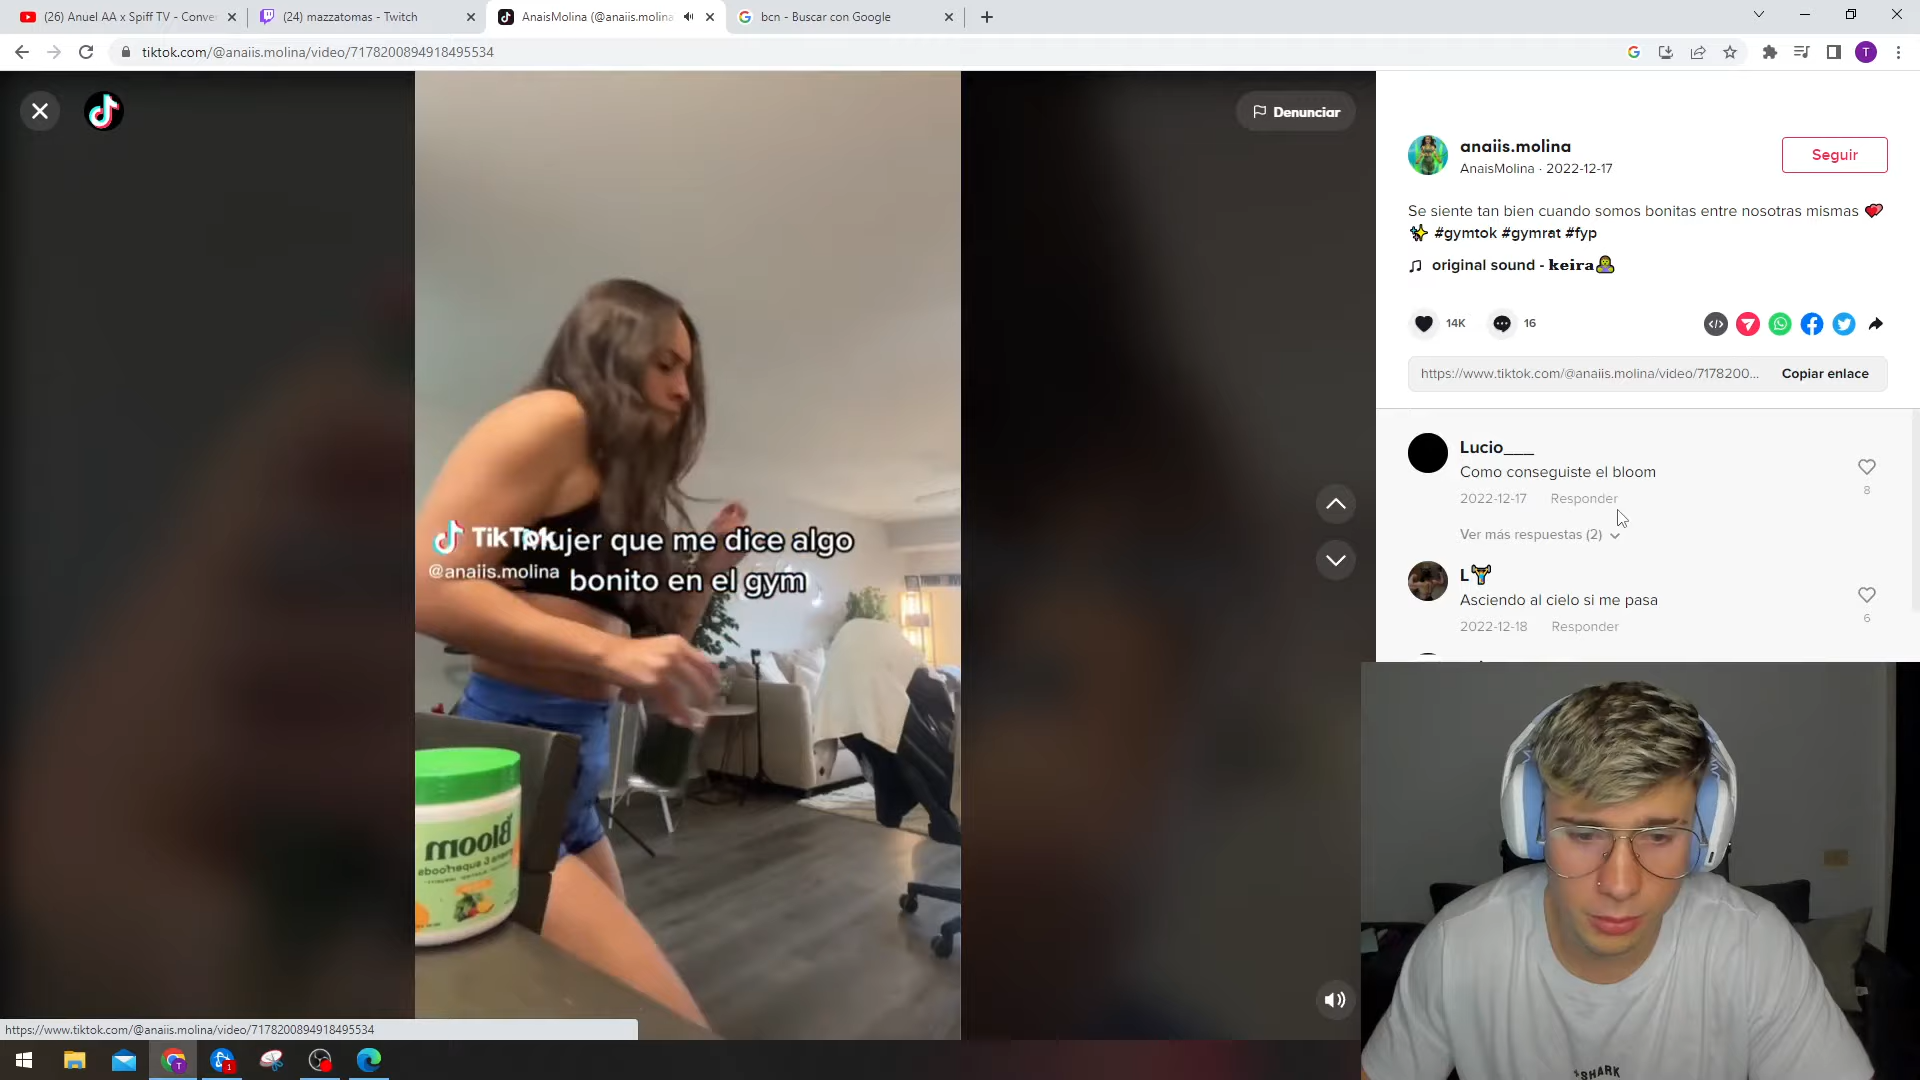 (26) Anuel AA x Spiff TV - Conver
(24) mazzatomas - Twitch
AnaisMolina (@anaiis.molina
bcn - Buscar con Google
tiktok.com/@anaiis.molina/video/7178200894918495534
T
Denunciar
anaiis.molina
AnaisMolina · 2022-12-17
Seguir
Se siente tan bien cuando somos bonitas entre nosotras mismas 💕
✨ #gymtok #gymrat #fyp
original sound - 𝐤𝐞𝐢𝐫𝐚🧟‍♀️
14K
16
https://www.tiktok.com/@anaiis.molina/video/7178200...
Copiar enlace
Lucio___
Como conseguiste el bloom
2022-12-17 Responder
8
Ver más respuestas (2)
L🏋️
Asciendo al cielo si me pasa
2022-12-18 Responder
6
TikTok
@anaiis.molina
Mujer que me dice algo
bonito en el gym
Bloom
greens & superfoods
https://www.tiktok.com/@anaiis.molina/video/7178200894918495534
T
1
SHARK